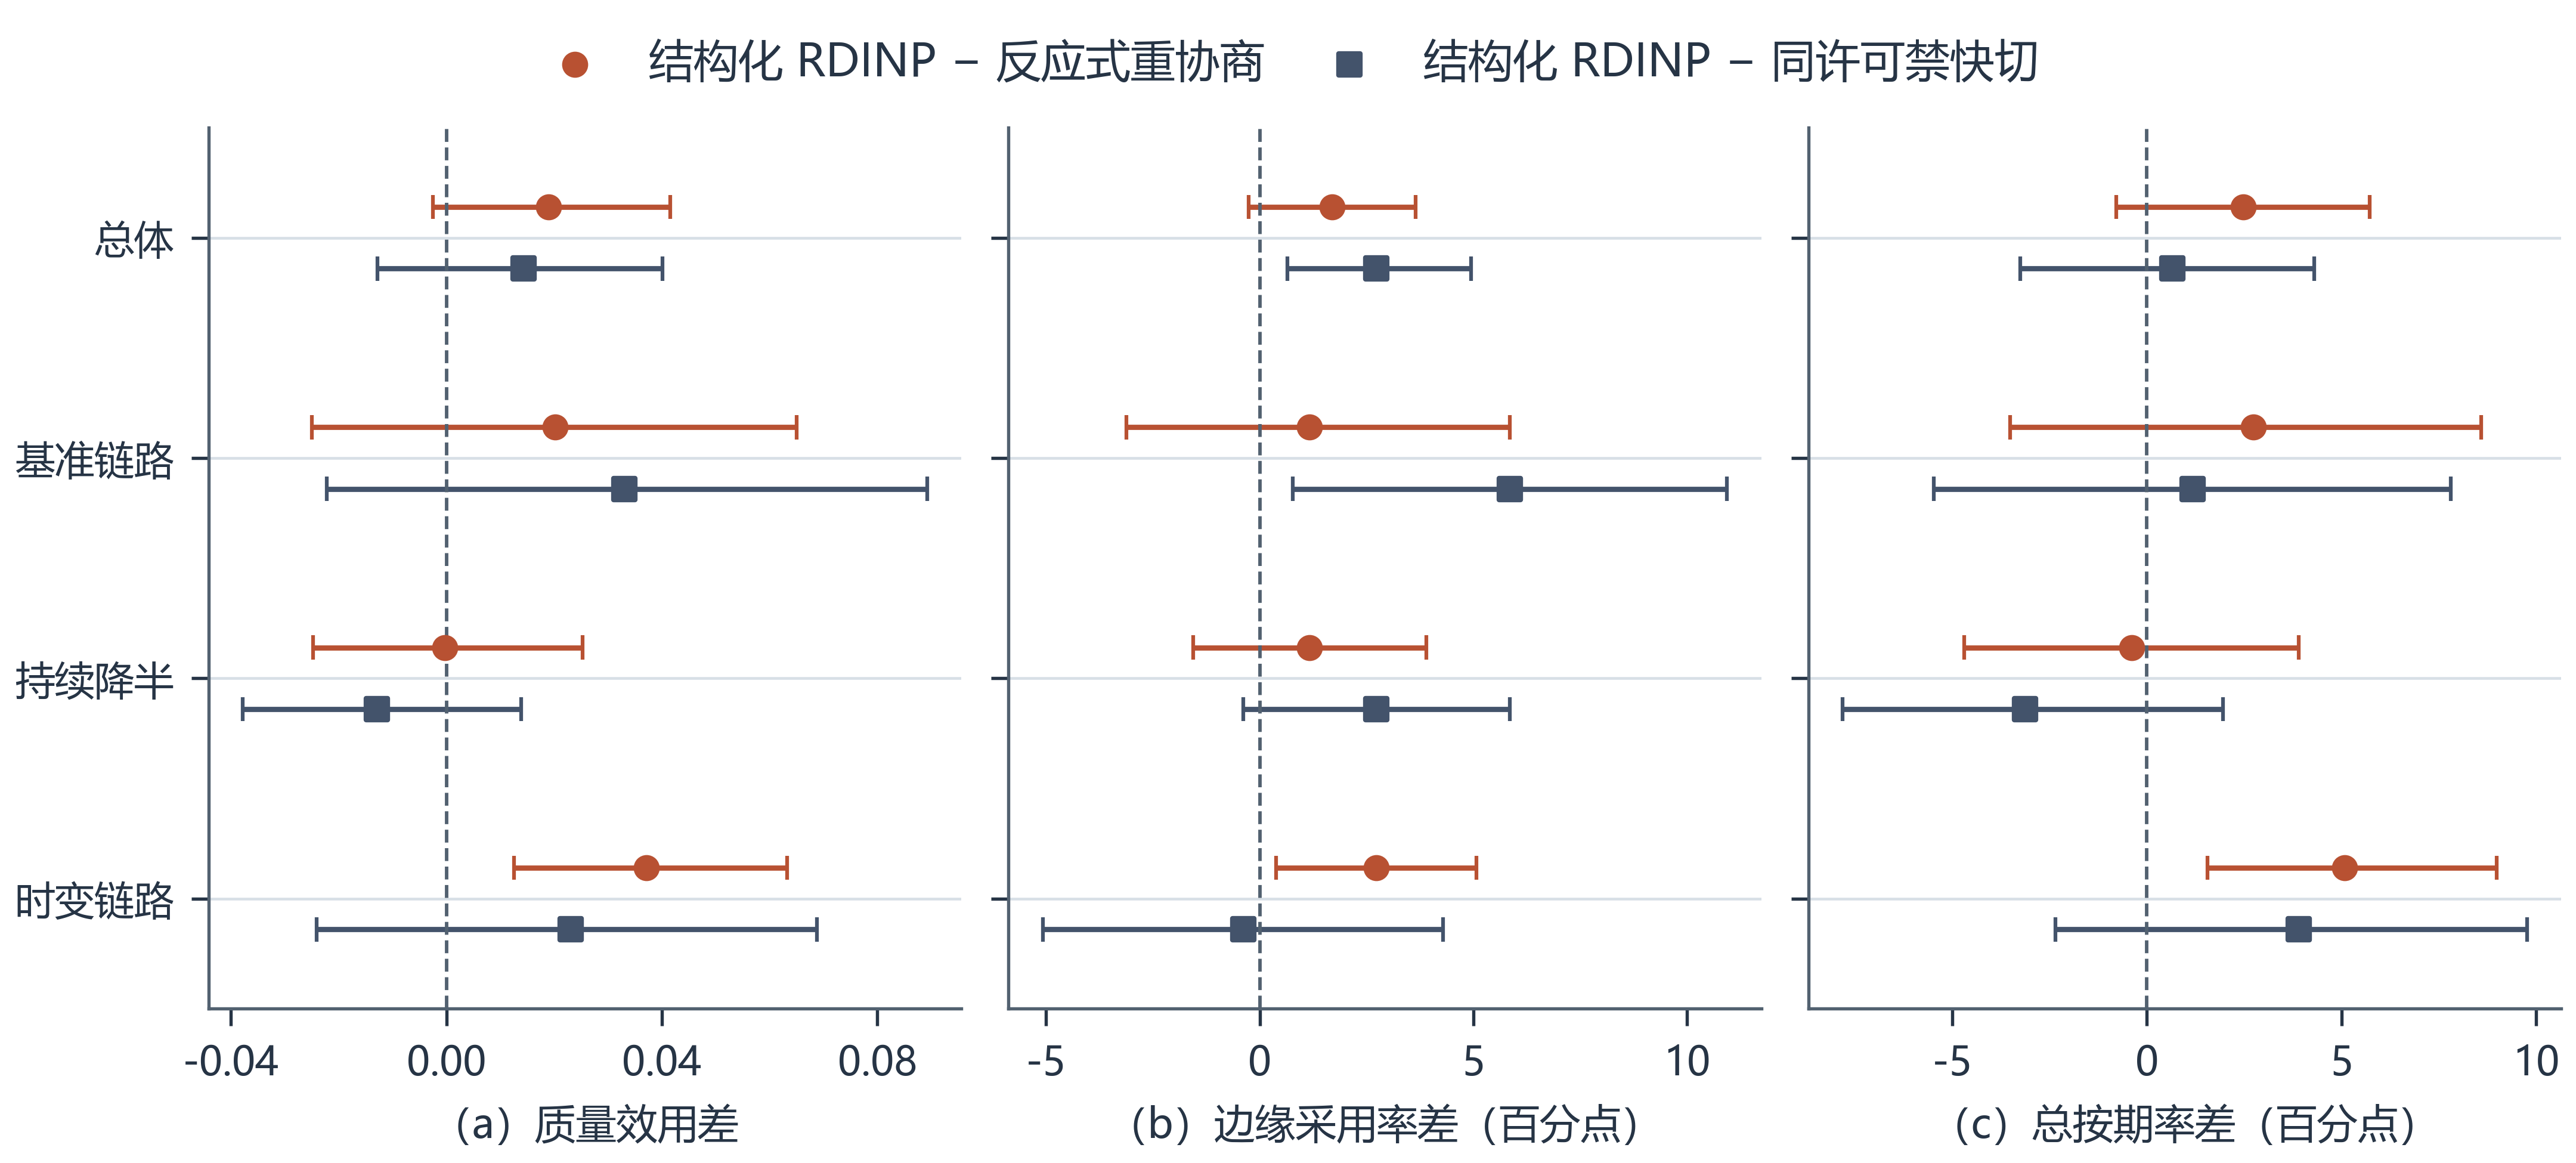 结构化 RDINP − 反应式重协商
结构化 RDINP − 同许可禁快切
总体
基准链路
持续降半
时变链路
-0.04 0.00 0.04 0.08
-5 0 5 10
-5 0 5 10
（a）质量效用差
（b）边缘采用率差（百分点）
（c）总按期率差（百分点）